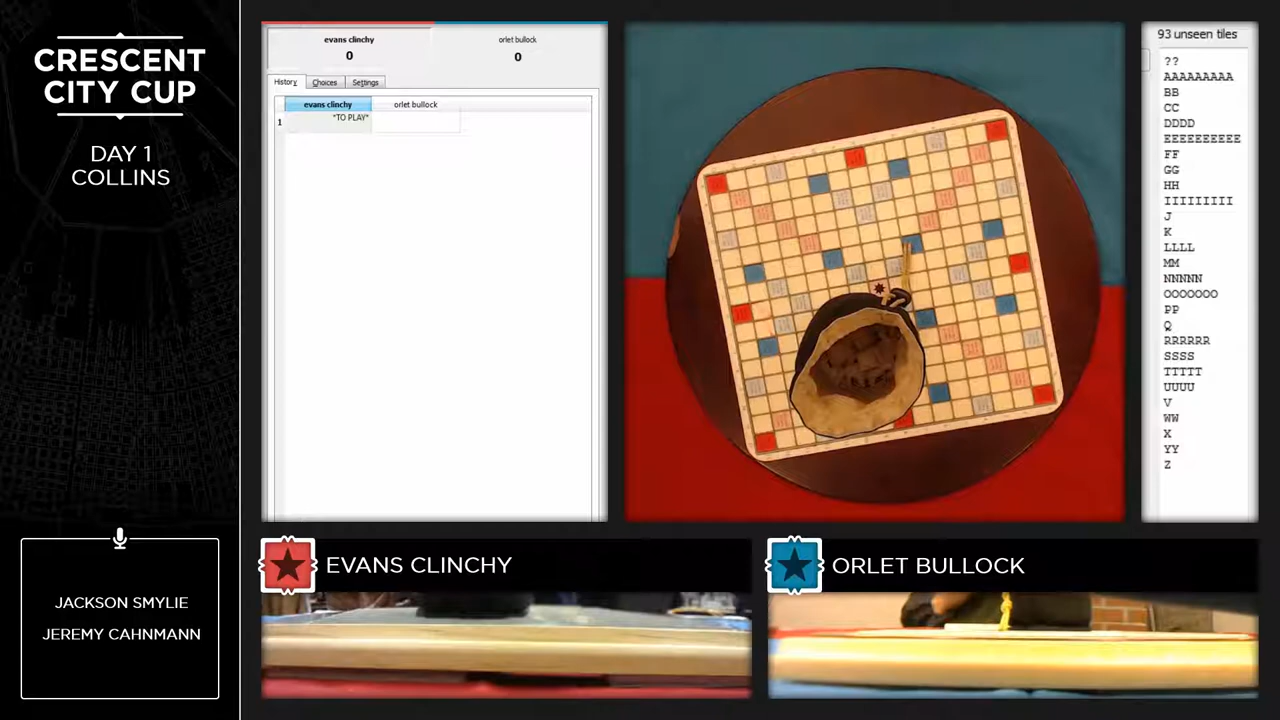 CRESCENT
CITY CUP
DAY 1
COLLINS
JACKSON SMYLIE
JEREMY CAHNMANN
evans clinchy
0
orlet bullock
0
History
Choices
Settings
evans clinchy
orlet bullock
1
"TO PLAY"
93 unseen tiles
??
AAAAAAAAA
BB
CC
DDDD
EEEEEEEEEE
FF
GG
HH
IIIIIIIII
J
K
LLLL
MM
NNNNN
OOOOOOO
PP
Q
RRRRRR
SSSS
TTTTT
UUUU
V
WW
X
YY
Z
EVANS CLINCHY
ORLET BULLOCK